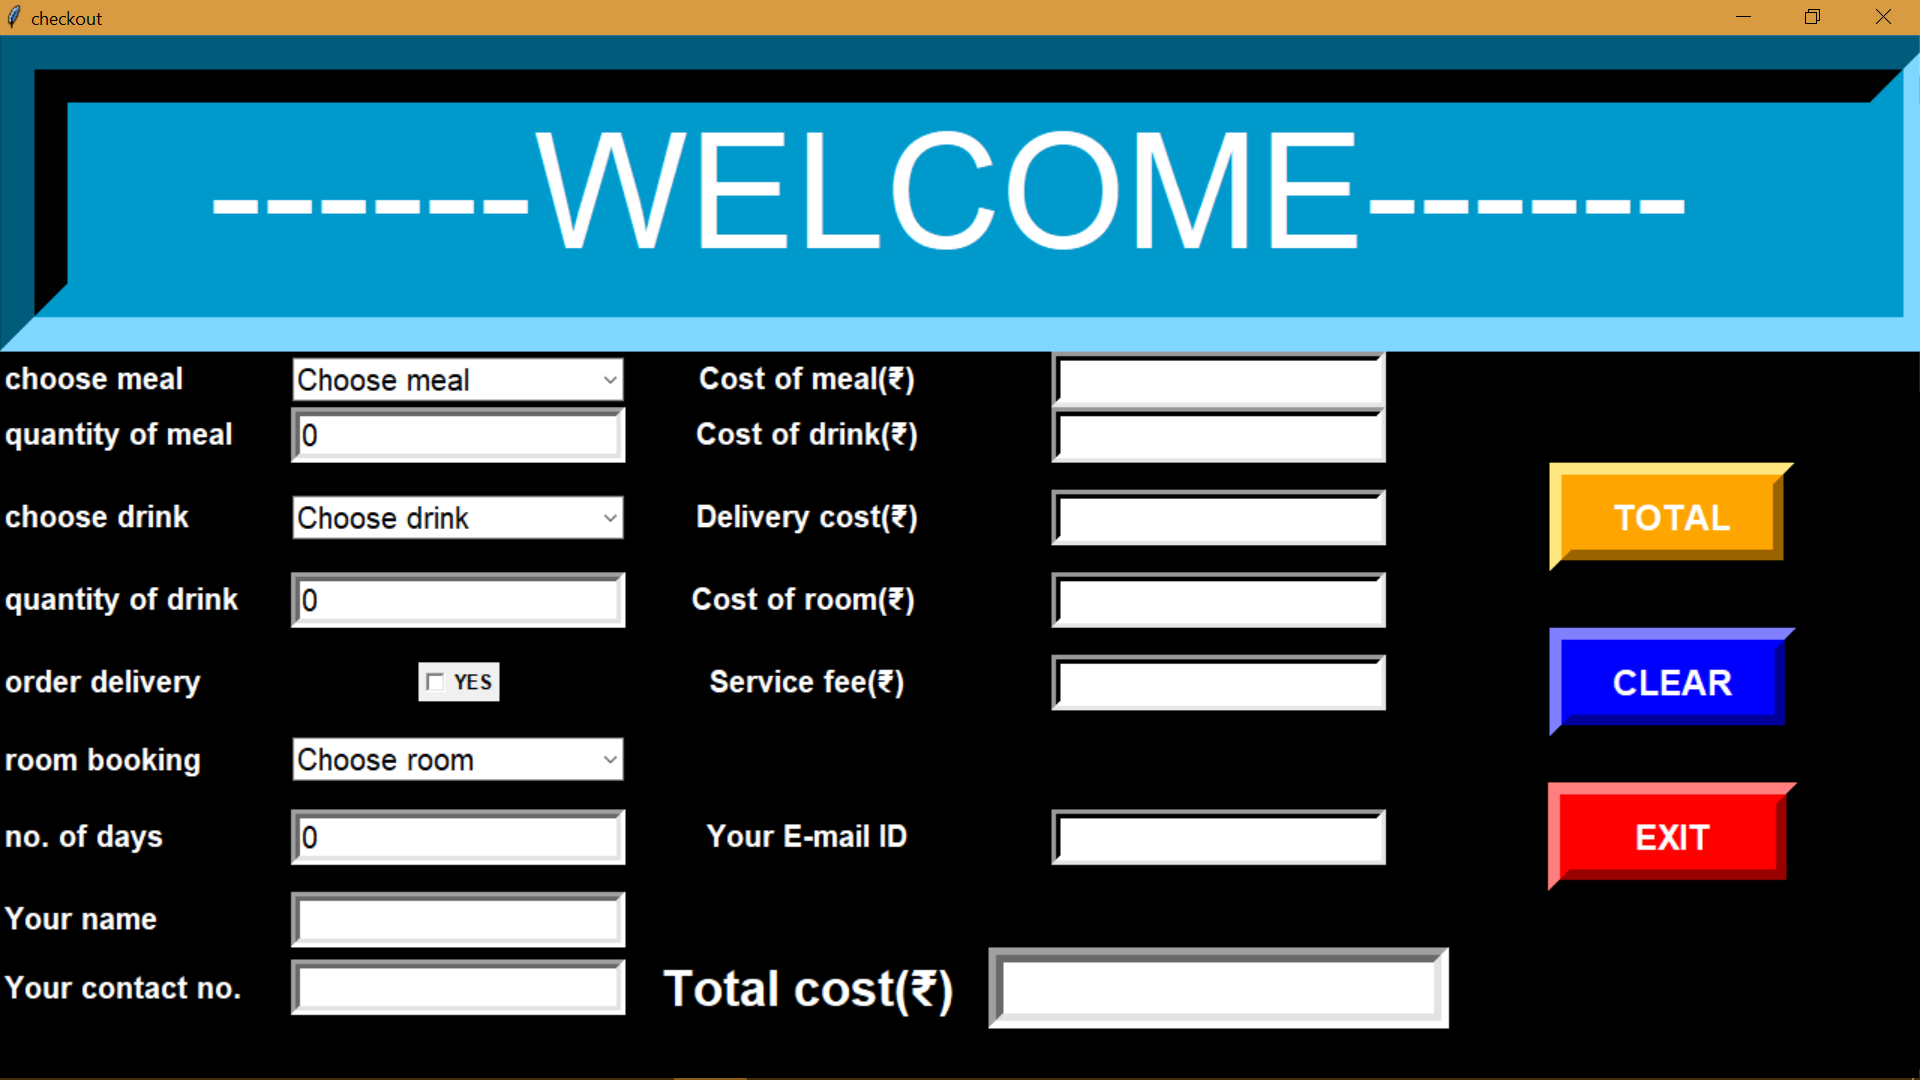 checkout
------WELCOME------
choose meal Choose meal Cost of meal(₹)
quantity of meal 0 Cost of drink(₹)
choose drink Choose drink Delivery cost(₹) TOTAL
quantity of drink 0 Cost of room(₹)
order delivery YES Service fee(₹) CLEAR
room booking Choose room
no. of days 0 Your E-mail ID EXIT
Your name
Your contact no. Total cost(₹)